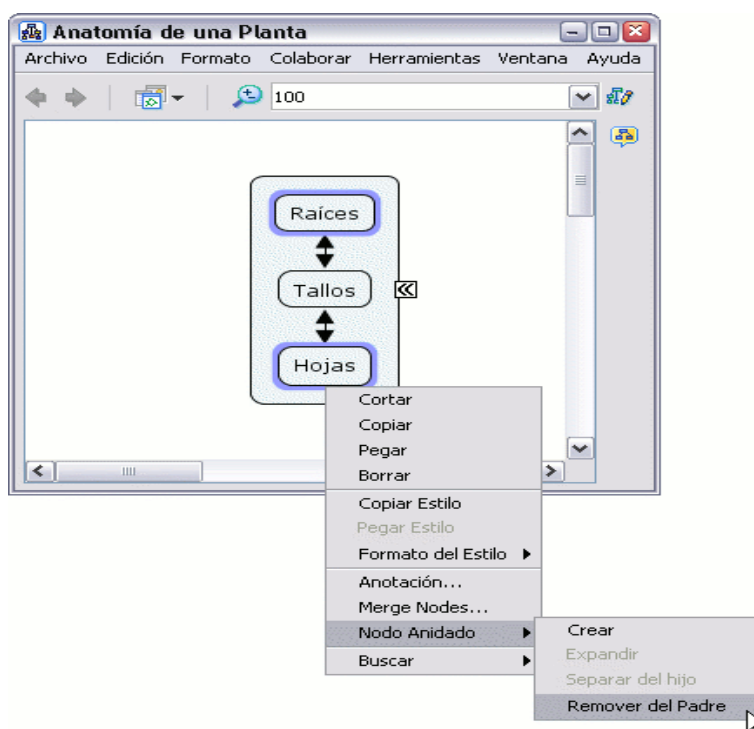 Anatomía de una Planta
Archivo Edición Formato Colaborar Herramientas Ventana Ayuda
100
Raíces
Tallos
Hojas
Cortar
Copiar
Pegar
Borrar
Copiar Estilo
Pegar Estilo
Formato del Estilo
Anotación...
Merge Nodes...
Nodo Anidado
Buscar
Crear
Expandir
Separar del hijo
Remover del Padre